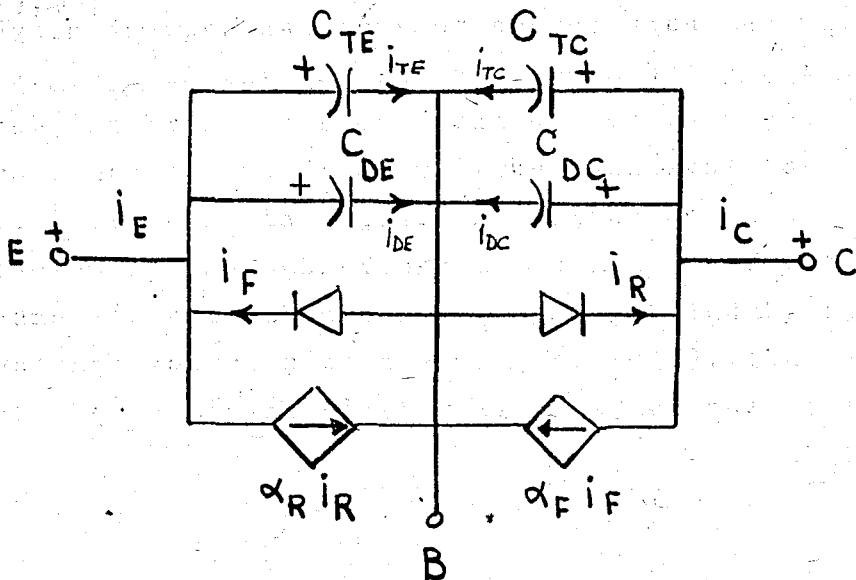 C_TE C_TC
+ i_TE i_TC +
C_DE C_DC
+ i_DE i_DC +
i_E i_C
E + + C
i_F i_R
α_R i_R α_F i_F
B